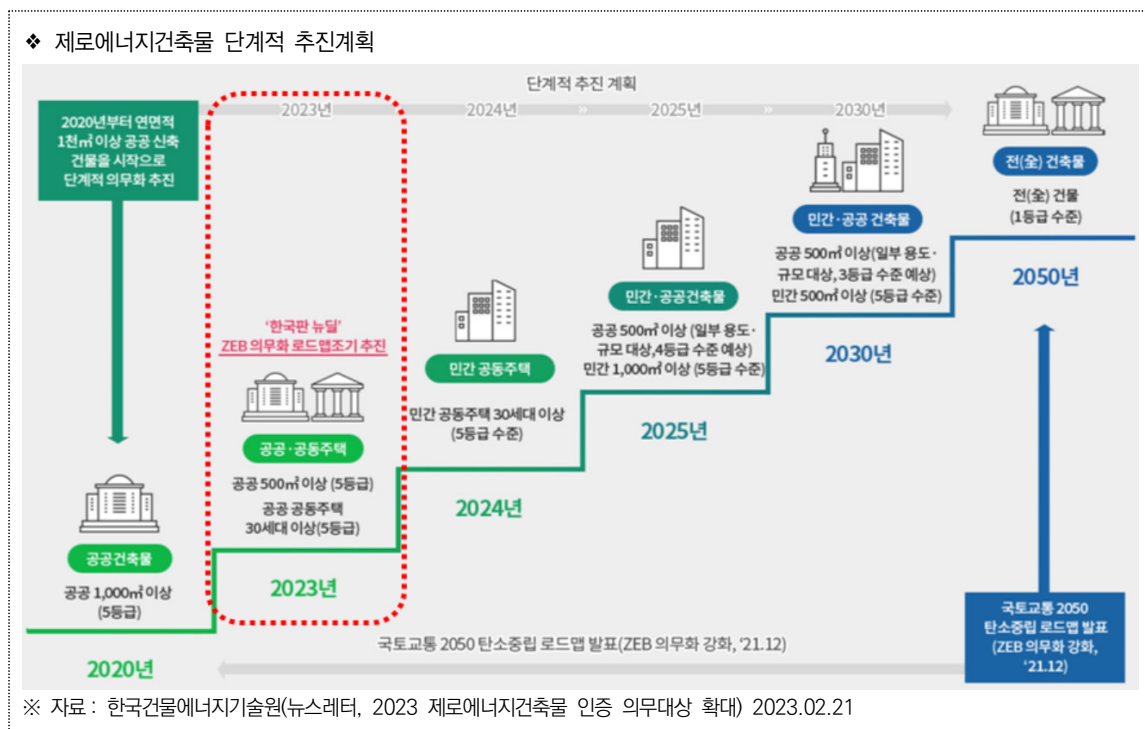 ❖ 제로에너지건축물 단계적 추진계획
단계적 추진 계획
2023년
2024년
»
2025년
»
2030년
2020년부터 연면적
1천㎡ 이상 공공 신축
건물을 시작으로
단계적 의무화 추진
공공건축물
공공 1,000㎡ 이상
(5등급)
2020년
'한국판 뉴딜'
ZEB 의무화 로드맵조기 추진
공공·공동주택
공공 500㎡ 이상 (5등급)
공공 공동주택
30세대 이상(5등급)
2023년
민간 공동주택
민간 공동주택 30세대 이상
(5등급 수준)
2024년
민간·공공건축물
공공 500㎡ 이상 (일부 용도·
규모 대상,4등급 수준 예상)
민간 1,000㎡ 이상 (5등급 수준)
2025년
민간·공공 건축물
공공 500㎡ 이상(일부 용도·
규모 대상, 3등급 수준 예상)
민간 500㎡ 이상 (5등급 수준)
2030년
전(全) 건축물
전(全) 건물
(1등급 수준)
2050년
국토교통 2050
탄소중립 로드맵 발표
(ZEB 의무화 강화,
'21.12)
국토교통 2050 탄소중립 로드맵 발표(ZEB 의무화 강화, '21.12)
※ 자료 : 한국건물에너지기술원(뉴스레터, 2023 제로에너지건축물 인증 의무대상 확대) 2023.02.21